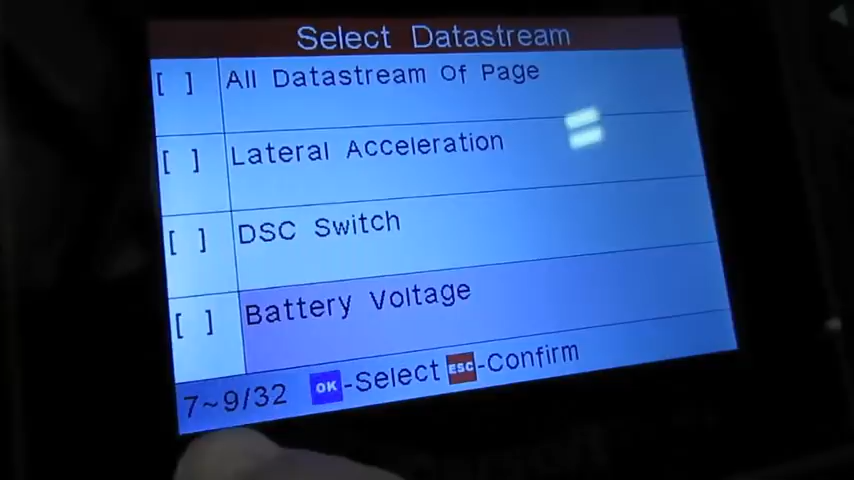 Select Datastream
[ ] All Datastream Of Page
[ ] Lateral Acceleration
[ ] DSC Switch
[ ] Battery Voltage
7~9/32 OK-Select ESC-Confirm